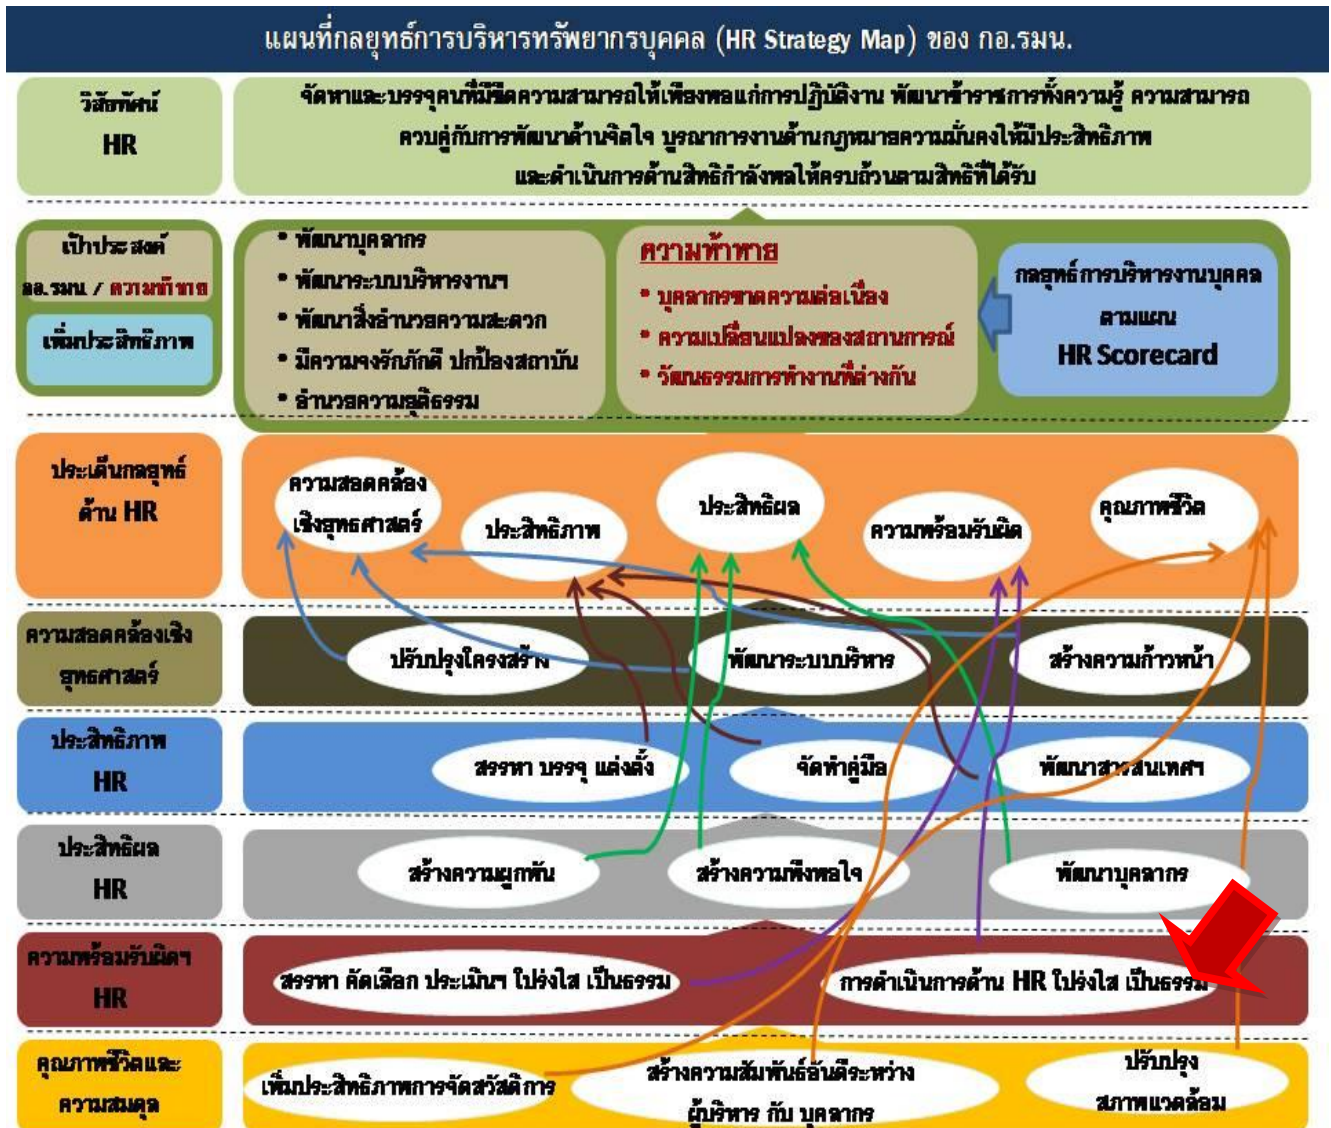 แผนที่กลยุทธ์การบริหารทรัพยากรบุคคล (HR Strategy Map) ของ กอ.รมน.
วิสัยทัศน์
HR
จัดหาและบรรจุคนที่มีขีดความสามารถให้เพียงพอแก่การปฏิบัติงาน พัฒนาข้าราชการทั้งความรู้ ความสามารถ
ควบคู่กับการพัฒนาด้านจิตใจ บูรณาการงานด้านกฎหมายความมั่นคงให้มีประสิทธิภาพ
และดำเนินการด้านสิทธิกำลังพลให้ครบถ้วนตามสิทธิที่ได้รับ
เป้าประสงค์
กอ.รมน / ความท้าทาย
เพิ่มประสิทธิภาพ
• พัฒนาบุคลากร
• พัฒนาระบบบริหารงานฯ
• พัฒนาสิ่งอำนวยความสะดวก
• มีความจงรักภักดี ปกป้องสถาบัน
• อำนวยความยุติธรรม
ความท้าทาย
• บุคลากรขาดความต่อเนื่อง
• ความเปลี่ยนแปลงของสถานการณ์
• วัฒนธรรมการทำงานที่ต่างกัน
กลยุทธ์การบริหารงานบุคคล
ตามแผน
HR Scorecard
ประเด็นกลยุทธ์
ด้าน HR
ความสอดคล้อง
เชิงยุทธศาสตร์
ประสิทธิภาพ
ประสิทธิผล
ความพร้อมรับผิด
คุณภาพชีวิต
ความสอดคล้องเชิง
ยุทธศาสตร์
ปรับปรุงโครงสร้าง
พัฒนาระบบบริหาร
สร้างความก้าวหน้า
ประสิทธิภาพ
HR
สรรหา บรรจุ แต่งตั้ง
จัดทำคู่มือ
พัฒนาสารสนเทศฯ
ประสิทธิผล
HR
สร้างความผูกพัน
สร้างความพึงพอใจ
พัฒนาบุคลากร
ความพร้อมรับผิดฯ
HR
สรรหา คัดเลือก ประเมินฯ โปร่งใส เป็นธรรม
การดำเนินการด้าน HR โปร่งใส เป็นธรรม
คุณภาพชีวิตและ
ความสมดุล
เพิ่มประสิทธิภาพการจัดสวัสดิการ
สร้างความสัมพันธ์อันดีระหว่าง
ผู้บริหาร กับ บุคลากร
ปรับปรุง
สภาพแวดล้อม